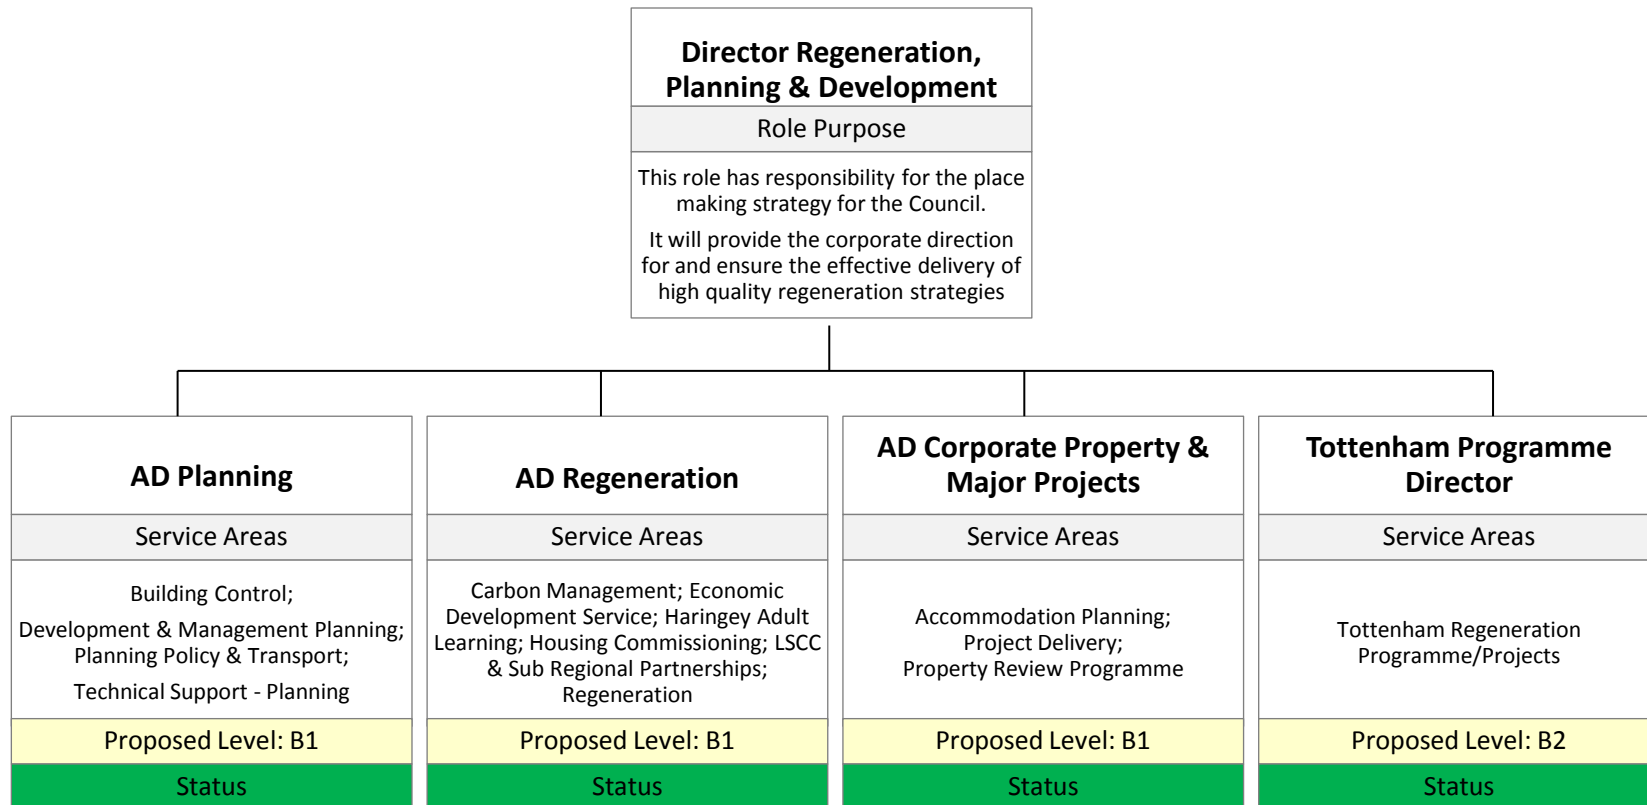 Director Regeneration,
Planning & Development
Role Purpose
This role has responsibility for the place
making strategy for the Council.
It will provide the corporate direction
for and ensure the effective delivery of
high quality regeneration strategies
AD Planning
Service Areas
Building Control;
Development & Management Planning;
Planning Policy & Transport;
Technical Support - Planning
Proposed Level: B1
Status
AD Regeneration
Service Areas
Carbon Management; Economic
Development Service; Haringey Adult
Learning; Housing Commissioning; LSCC
& Sub Regional Partnerships;
Regeneration
Proposed Level: B1
Status
AD Corporate Property &
Major Projects
Service Areas
Accommodation Planning;
Project Delivery;
Property Review Programme
Proposed Level: B1
Status
Tottenham Programme
Director
Service Areas
Tottenham Regeneration
Programme/Projects
Proposed Level: B2
Status